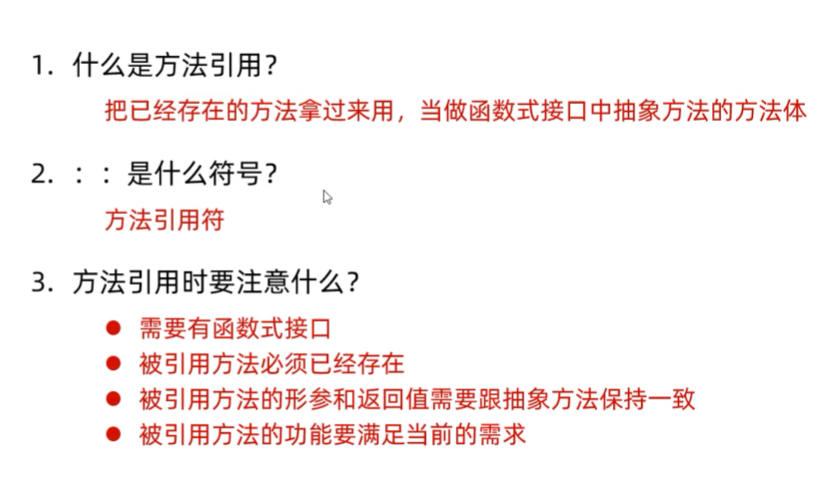 1. 什么是方法引用？
把已经存在的方法拿过来用，当做函数式接口中抽象方法的方法体
2. ：：是什么符号？
方法引用符
3. 方法引用时要注意什么？
● 需要有函数式接口
● 被引用方法必须已经存在
● 被引用方法的形参和返回值需要跟抽象方法保持一致
● 被引用方法的功能要满足当前的需求